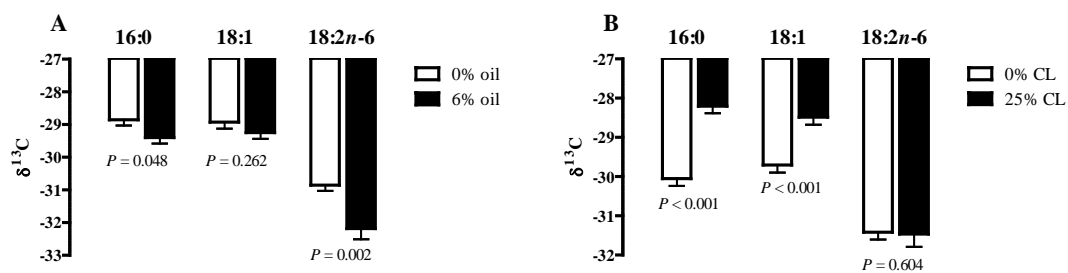 A
16:0 18:1 18:2n-6
-27
-28
-29
-30
-31
-32
-33
δ¹³C
P = 0.048
P = 0.262
P = 0.002
0% oil
6% oil
B
16:0 18:1 18:2n-6
-27
-28
-29
-30
-31
-32
δ¹³C
P < 0.001
P < 0.001
P = 0.604
0% CL
25% CL